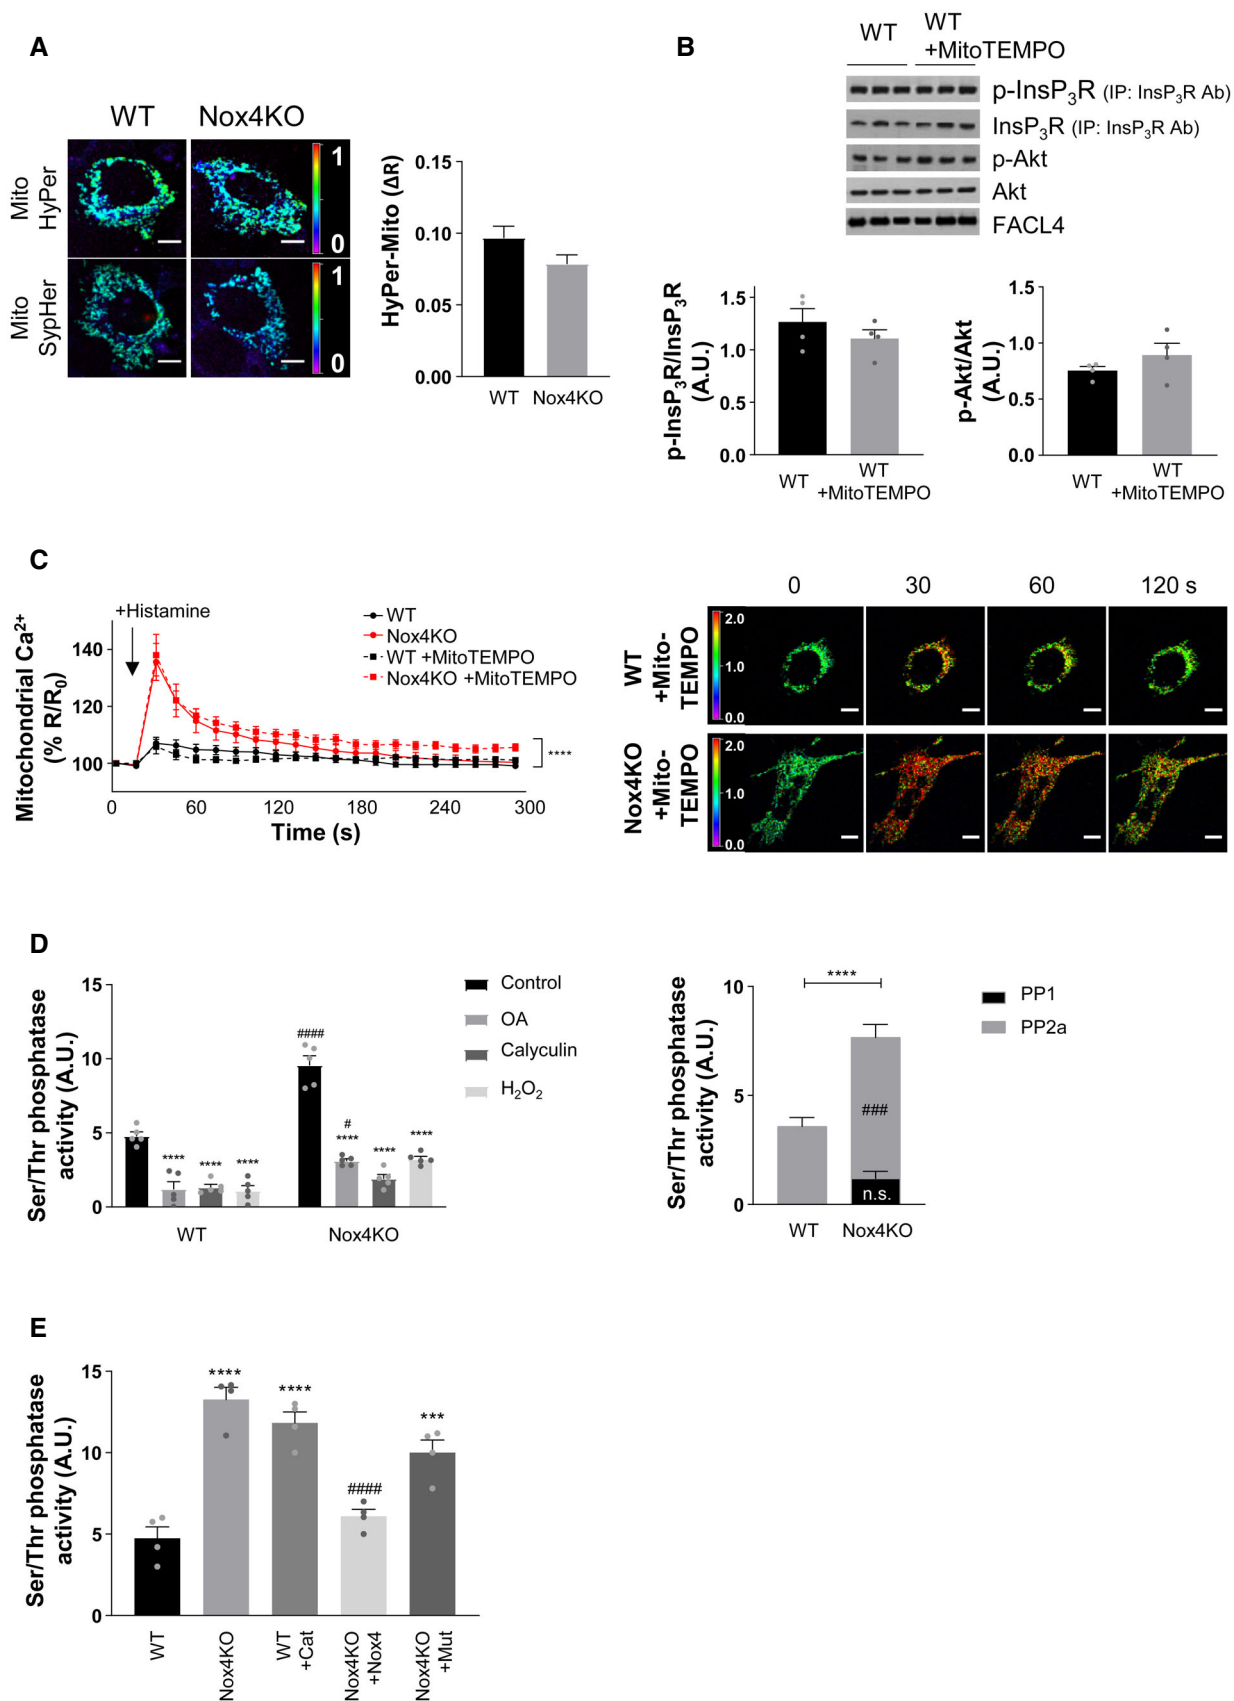 A
WT Nox4KO
Mito
HyPer
Mito
SypHer
1
0
1
0
HyPer-Mito (ΔR)
0.15
0.10
0.05
0.00
WT Nox4KO
B
WT
WT
+MitoTEMPO
p-InsP₃R (IP: InsP₃R Ab)
InsP₃R (IP: InsP₃R Ab)
p-Akt
Akt
FACL4
p-InsP₃R/InsP₃R
(A.U.)
1.5
1.0
0.5
0.0
WT
WT
+MitoTEMPO
p-Akt/Akt
(A.U.)
1.5
1.0
0.5
0.0
WT
WT
+MitoTEMPO
C
+Histamine
Mitochondrial Ca²⁺
(% R/R₀)
140
120
100
0 60 120 180 240 300
Time (s)
WT
Nox4KO
WT +MitoTEMPO
Nox4KO +MitoTEMPO
****
0 30 60 120 s
WT
+Mito-
TEMPO
2.0
1.0
0.0
Nox4KO
+Mito-
TEMPO
2.0
1.0
0.0
D
Ser/Thr phosphatase
activity (A.U.)
15
10
5
0
**** **** ****
####
#
**** **** ****
WT Nox4KO
Control
OA
Calyculin
H₂O₂
Ser/Thr phosphatase
activity (A.U.)
10
5
0
****
###
n.s.
WT Nox4KO
PP1
PP2a
E
Ser/Thr phosphatase
activity (A.U.)
15
10
5
0
**** **** #### ***
WT
Nox4KO
WT
+Cat
Nox4KO
+Nox4
Nox4KO
+Mut